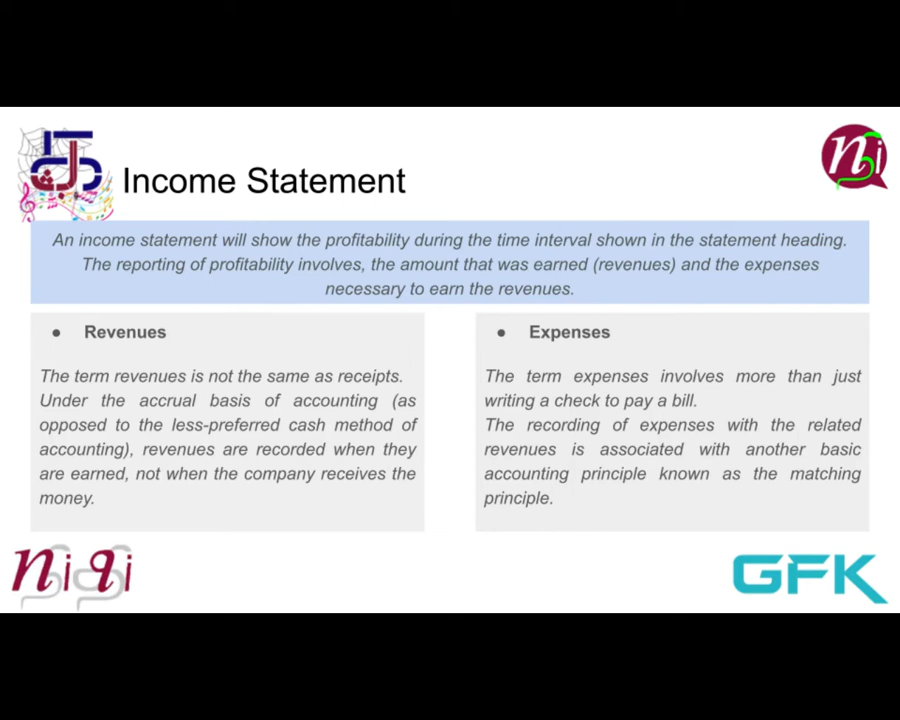 Income Statement
An income statement will show the profitability during the time interval shown in the statement heading.
The reporting of profitability involves, the amount that was earned (revenues) and the expenses
necessary to earn the revenues.
● Revenues
The term revenues is not the same as receipts.
Under the accrual basis of accounting (as
opposed to the less-preferred cash method of
accounting), revenues are recorded when they
are earned, not when the company receives the
money.
● Expenses
The term expenses involves more than just
writing a check to pay a bill.
The recording of expenses with the related
revenues is associated with another basic
accounting principle known as the matching
principle.
ni
niqi
GFK